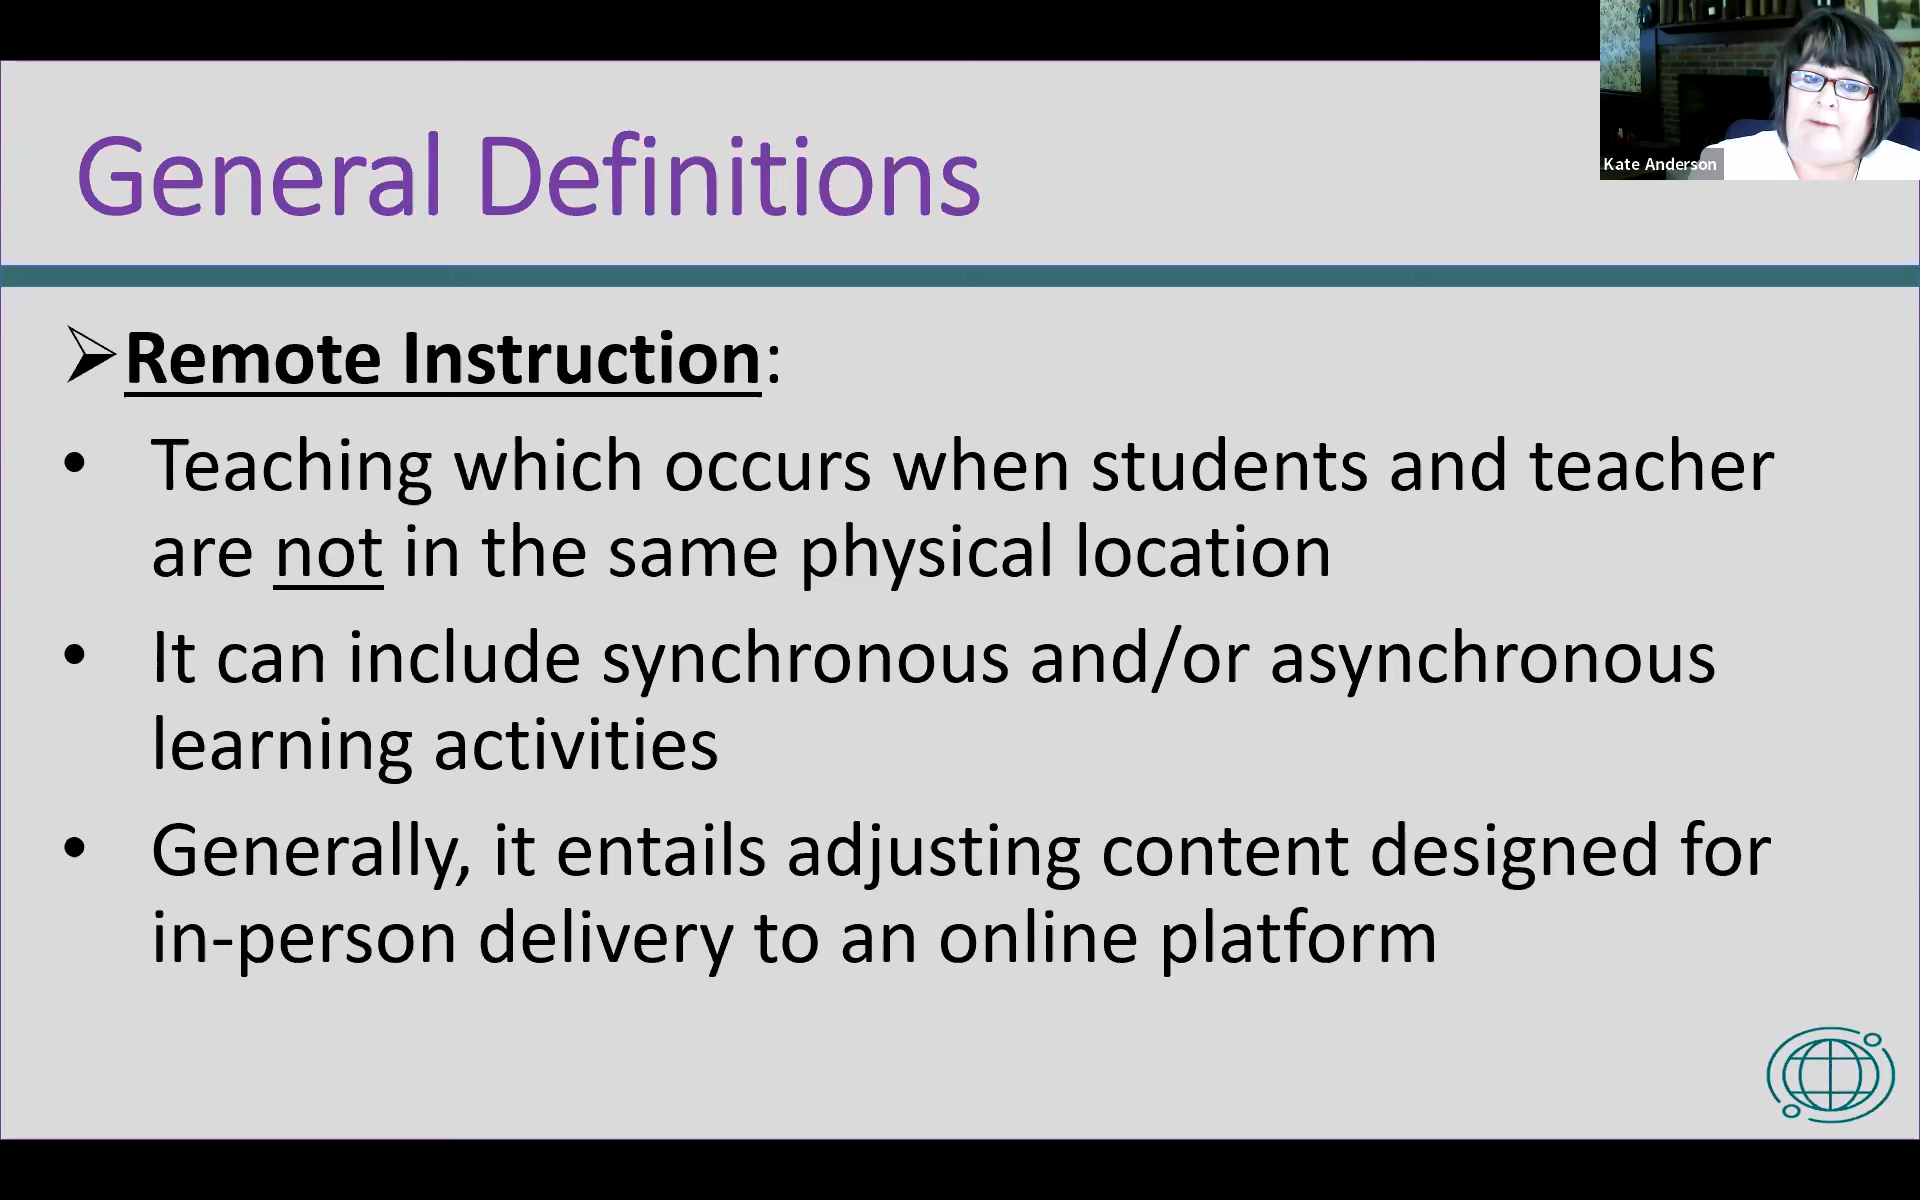 General Definitions
Kate Anderson
➢Remote Instruction:
• Teaching which occurs when students and teacher
are not in the same physical location
• It can include synchronous and/or asynchronous
learning activities
• Generally, it entails adjusting content designed for
in-person delivery to an online platform